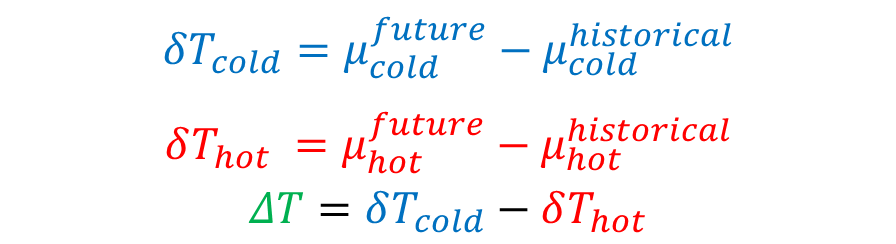 δT_cold = μ_cold^future − μ_cold^historical
δT_hot = μ_hot^future − μ_hot^historical
ΔT = δT_cold − δT_hot